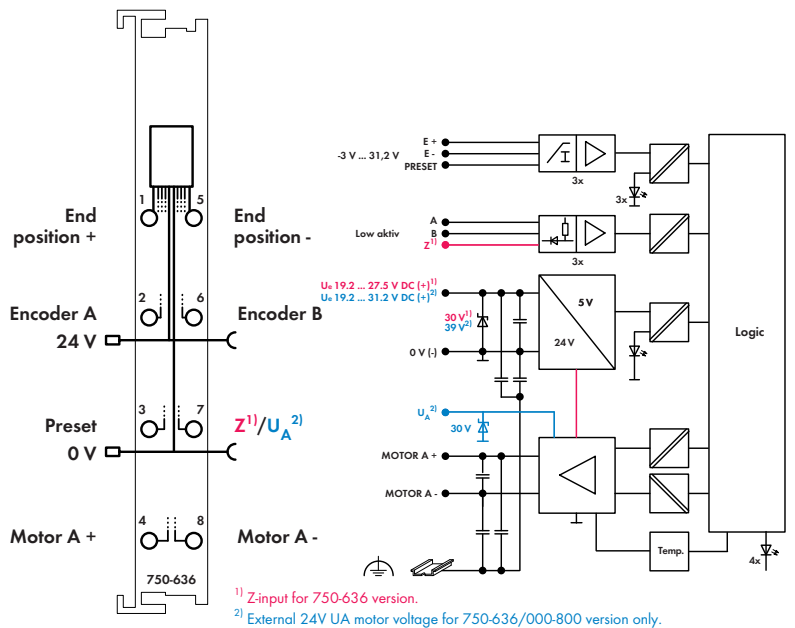 1
5
End
position +
End
position -
2
6
Encoder A
Encoder B
24 V
3
7
Preset
Z¹⁾/U_A²⁾
0 V
4
8
Motor A +
Motor A -
750-636
E +
-3 V ... 31,2 V
E -
PRESET
3x
3x
A
Low aktiv
B
Z¹⁾
3x
Uₑ 19.2 ... 27.5 V DC (+)¹⁾
Uₑ 19.2 ... 31.2 V DC (+)²⁾
5 V
30 V¹⁾
39 V²⁾
24 V
0 V (-)
Logic
U_A²⁾
30 V
MOTOR A +
MOTOR A -
Temp.
4x
¹⁾ Z-input for 750-636 version.
²⁾ External 24V UA motor voltage for 750-636/000-800 version only.